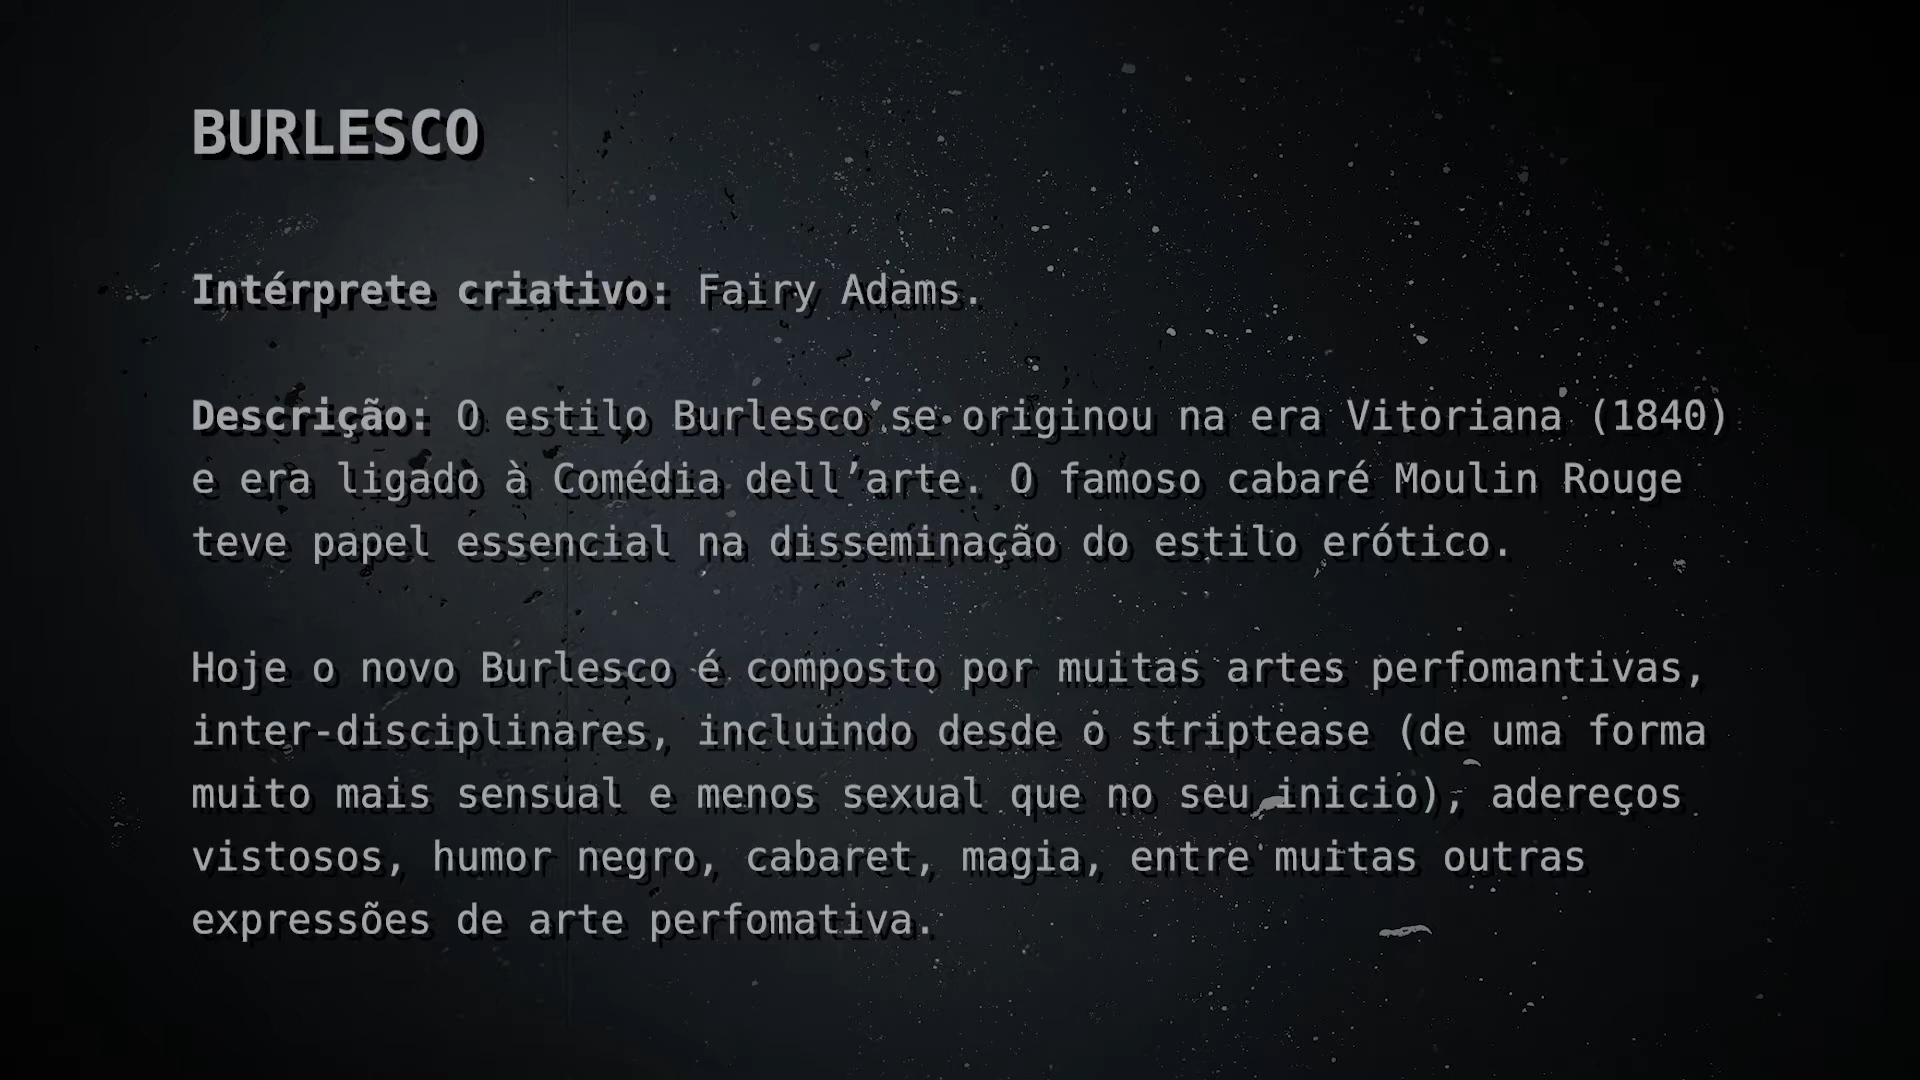 BURLESCO
Intérprete criativo: Fairy Adams.
Descrição: O estilo Burlesco se originou na era Vitoriana (1840)
e era ligado à Comédia dell’arte. O famoso cabaré Moulin Rouge
teve papel essencial na disseminação do estilo erótico.
Hoje o novo Burlesco é composto por muitas artes perfomantivas,
inter-disciplinares, incluindo desde o striptease (de uma forma
muito mais sensual e menos sexual que no seu inicio), adereços
vistosos, humor negro, cabaret, magia, entre muitas outras
expressões de arte perfomativa.